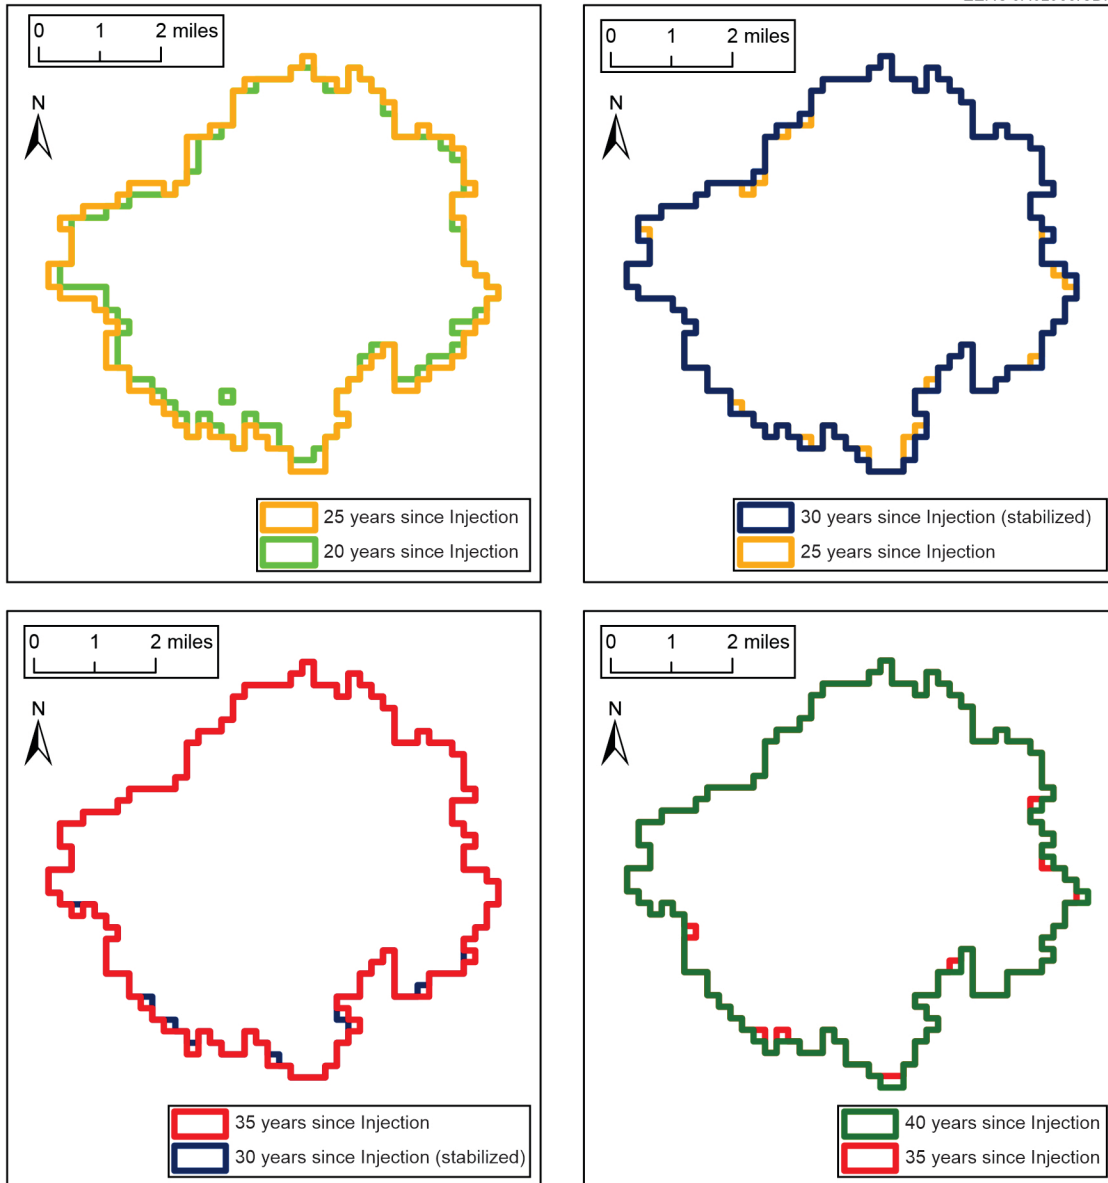 0 1 2 miles
N
25 years since Injection
20 years since Injection
0 1 2 miles
N
30 years since Injection (stabilized)
25 years since Injection
0 1 2 miles
N
35 years since Injection
30 years since Injection (stabilized)
0 1 2 miles
N
40 years since Injection
35 years since Injection